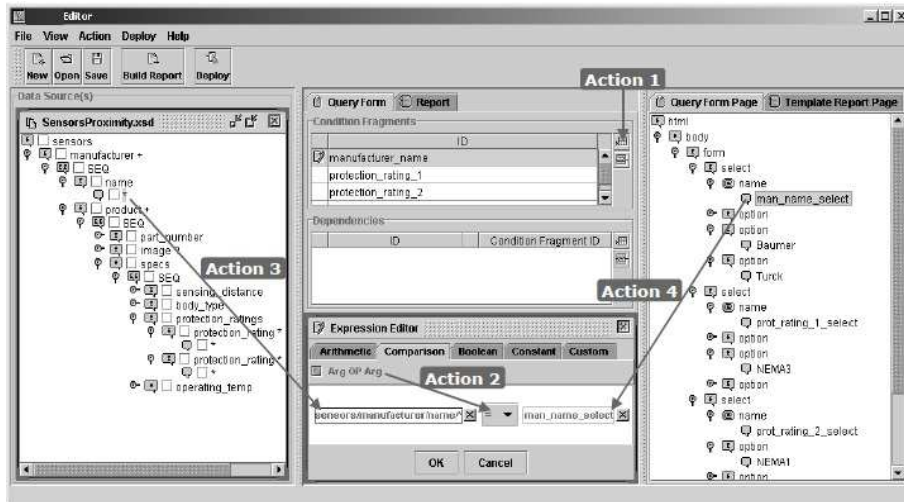 Editor
File View Action Deploy Help
New Open Save Build Report Deploy
Data Source(s)
SensorsProximity.xsd
sensors
manufacturer +
SEQ
name
*
product +
SEQ
part_number
image ?
specs
SEQ
sensing_distance
body_type
protection_ratings
protection_rating *
*
protection_rating *
*
operating_temp
Action 3
Query Form Report
Action 1
Condition Fragments
ID
manufacturer_name
protection_rating_1
protection_rating_2
Dependencies
ID Condition Fragment ID
Action 4
Expression Editor
Arithmetic Comparison Boolean Constant Custom
Arg OP Arg
Action 2
sensors/manufacturer/name/* = man_name_select
OK Cancel
Query Form Page Template Report Page
html
body
form
select
name
man_name_select
option
option
Baumer
option
Turck
select
name
prot_rating_1_select
option
option
NEMA3
option
select
name
prot_rating_2_select
option
NEMA1
option